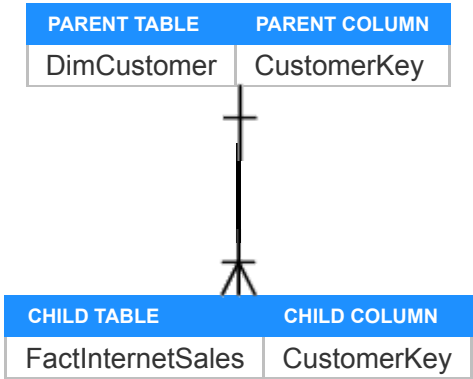 PARENT TABLE PARENT COLUMN
DimCustomer CustomerKey
CHILD TABLE CHILD COLUMN
FactInternetSales CustomerKey